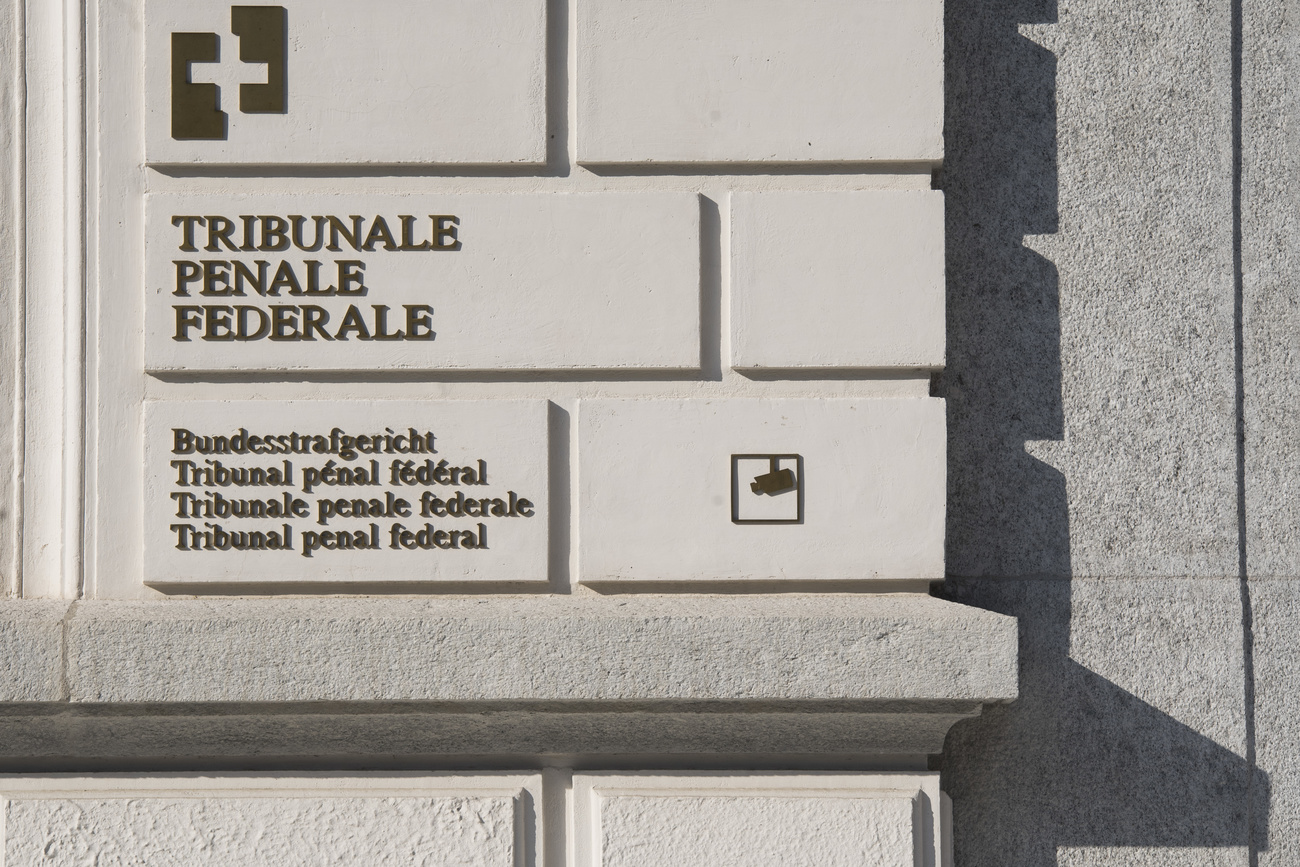 TRIBUNALE
PENALE
FEDERALE
Bundesstrafgericht
Tribunal pénal fédéral
Tribunale penale federale
Tribunal penal federal